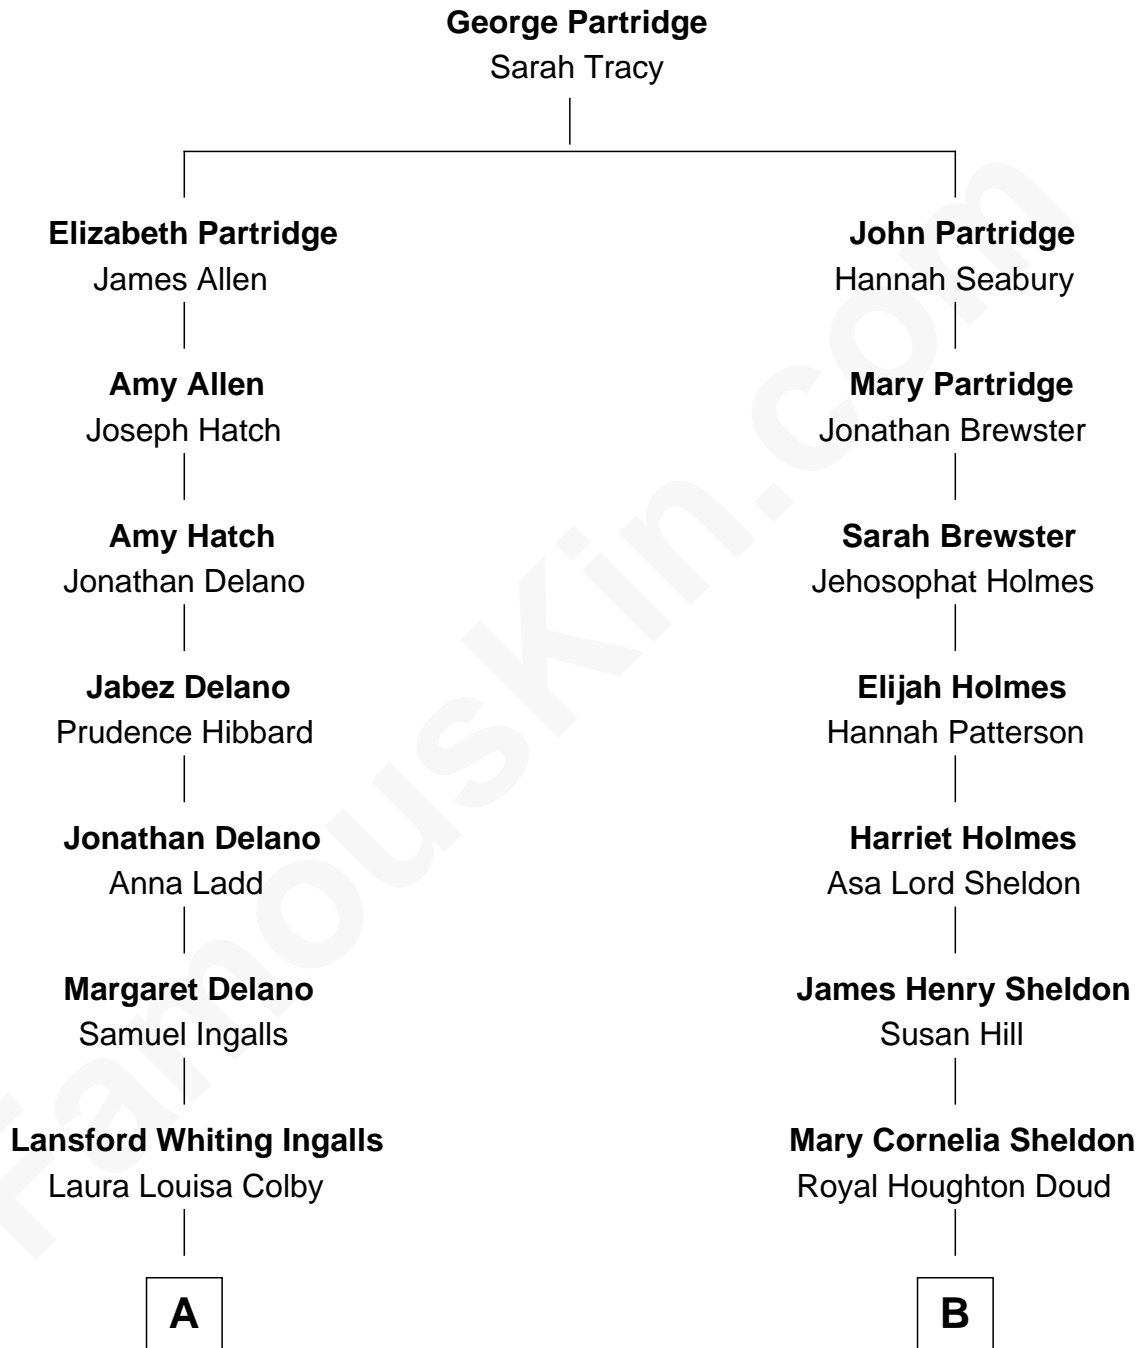 George Partridge
Sarah Tracy
Elizabeth Partridge
James Allen
John Partridge
Hannah Seabury
Amy Allen
Joseph Hatch
Mary Partridge
Jonathan Brewster
Amy Hatch
Jonathan Delano
Sarah Brewster
Jehosophat Holmes
Jabez Delano
Prudence Hibbard
Elijah Holmes
Hannah Patterson
Jonathan Delano
Anna Ladd
Harriet Holmes
Asa Lord Sheldon
Margaret Delano
Samuel Ingalls
James Henry Sheldon
Susan Hill
Lansford Whiting Ingalls
Laura Louisa Colby
Mary Cornelia Sheldon
Royal Houghton Doud
A
B
FamousKin.com